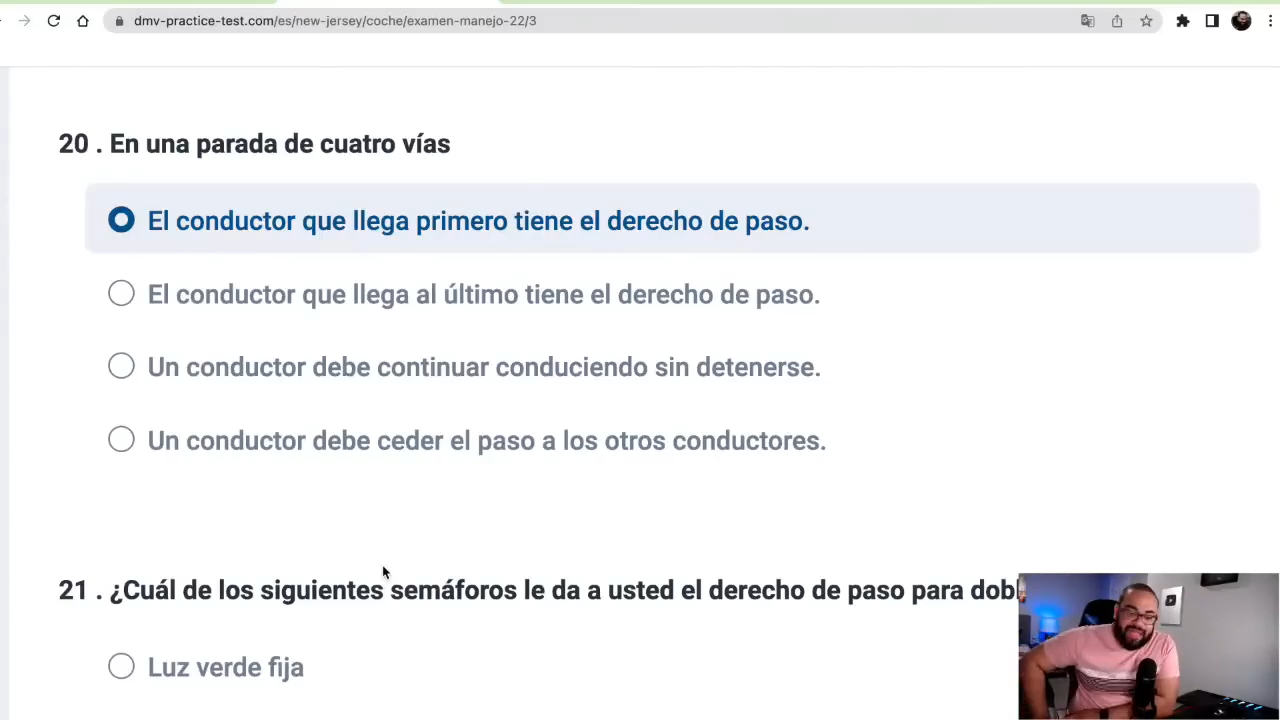 dmv-practice-test.com/es/new-jersey/coche/examen-manejo-22/3
20 . En una parada de cuatro vías
El conductor que llega primero tiene el derecho de paso.
El conductor que llega al último tiene el derecho de paso.
Un conductor debe continuar conduciendo sin detenerse.
Un conductor debe ceder el paso a los otros conductores.
21 . ¿Cuál de los siguientes semáforos le da a usted el derecho de paso para
Luz verde fija